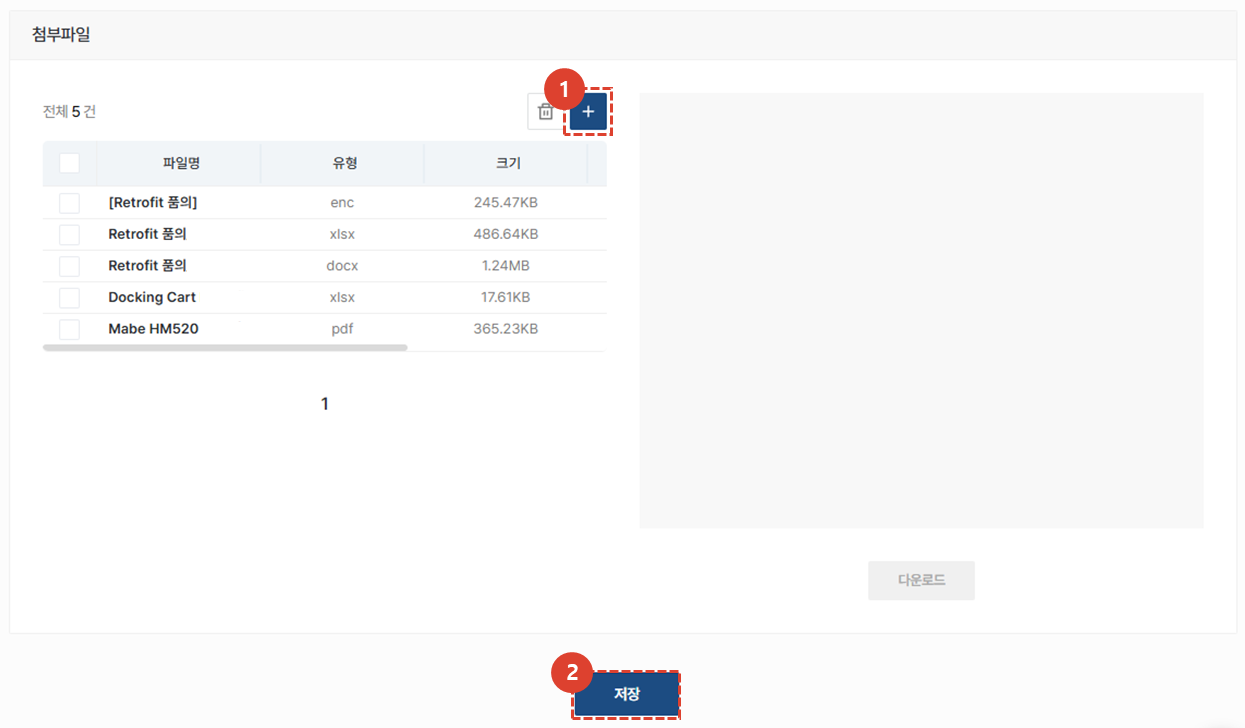 첨부파일
전체 5 건
1
+
파일명 유형 크기
[Retrofit 품의] enc 245.47KB
Retrofit 품의 xlsx 486.64KB
Retrofit 품의 docx 1.24MB
Docking Cart xlsx 17.61KB
Mabe HM520 pdf 365.23KB
1
다운로드
2
저장